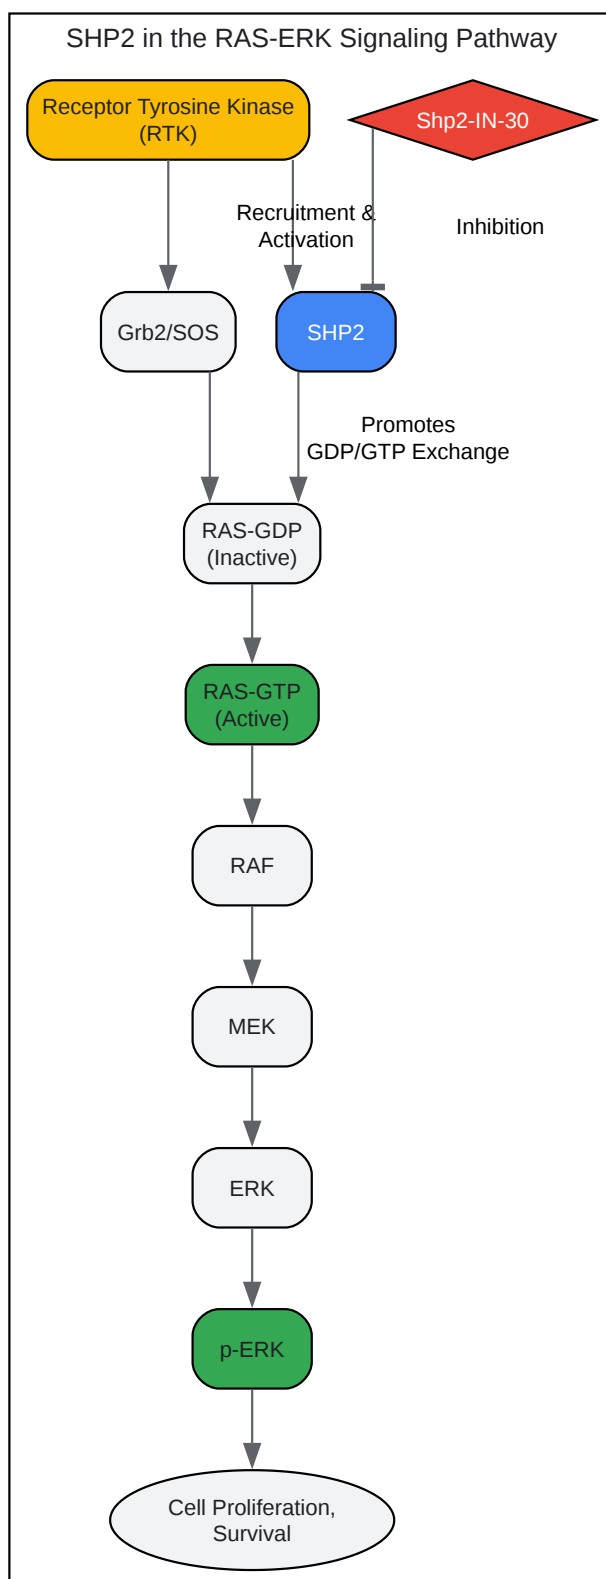 SHP2 in the RAS-ERK Signaling Pathway
Receptor Tyrosine Kinase
(RTK)
Shp2-IN-30
Recruitment &
Activation
Inhibition
Grb2/SOS
SHP2
Promotes
GDP/GTP Exchange
RAS-GDP
(Inactive)
RAS-GTP
(Active)
RAF
MEK
ERK
p-ERK
Cell Proliferation,
Survival